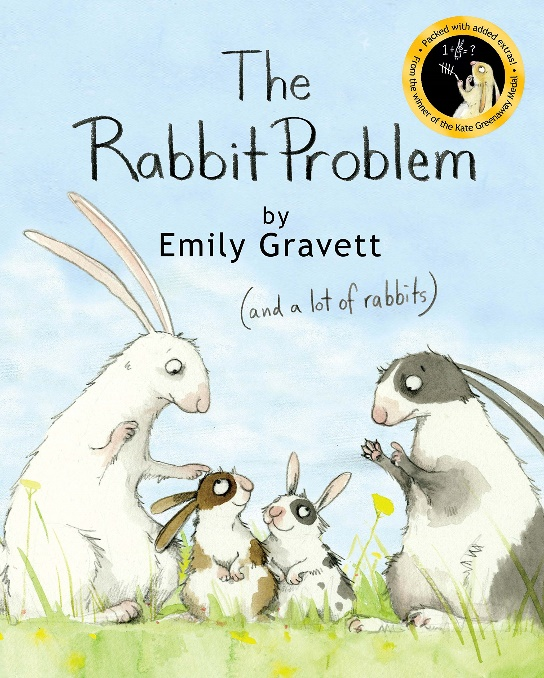 The
Rabbit Problem
by
Emily Gravett
(and a lot of rabbits)
• Packed with added extras! •
From the winner of the Kate Greenaway Medal